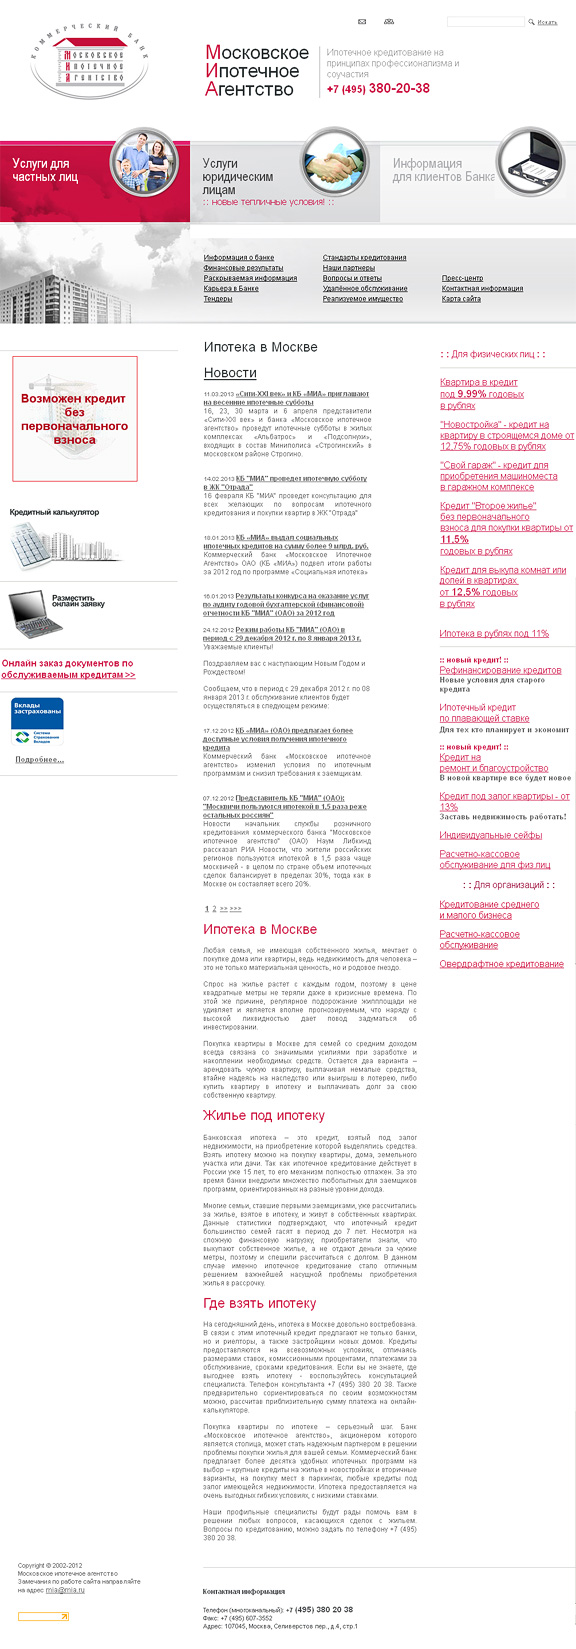 КОММЕРЧЕСКИЙ БАНК
МОСКОВСКОЕ
ИПОТЕЧНОЕ
АГЕНТСТВО
Искать
Московское
Ипотечное
Агентство
Ипотечное кредитование на
принципах профессионализма и
соучастия
+7 (495) 380-20-38
Услуги для
частных лиц
Услуги
юридическим
лицам
:: новые тепличные условия! ::
Информация
для клиентов Банка
Информация о банке
Финансовые результаты
Раскрываемая информация
Карьера в Банке
Тендеры
Стандарты кредитования
Наши партнеры
Вопросы и ответы
Удалённое обслуживание
Реализуемое имущество
Пресс-центр
Контактная информация
Карта сайта
Возможен кредит
без
первоначального
взноса
Кредитный калькулятор
Разместить
онлайн заявку
Онлайн заказ документов по
обслуживаемым кредитам >>
Вклады
застрахованы
Система
Страхования
Вкладов
Подробнее...
Ипотека в Москве
Новости
11.03.2013 «Сити-XXI век» и КБ «МИА» приглашают
на весенние ипотечные субботы
16, 23, 30 марта и 6 апреля представители
«Сити-XXI век» и банка «Московское ипотечное
агентство» проведут ипотечные субботы в жилых
комплексах «Альбатрос» и «Подсолнухи»,
входящих в состав Миниполиса «Строгинский» в
московском районе Строгино.
14.02.2013 КБ "МИА" проведет ипотечную субботу
в ЖК "Отрада"
16 февраля КБ "МИА" проведет консультацию для
всех желающих по вопросам ипотечного
кредитования и покупки квартир в ЖК "Отрада"
18.01.2013 КБ «МИА» выдал социальных
ипотечных кредитов на сумму более 9 млрд. руб.
Коммерческий банк «Московское Ипотечное
Агентство» ОАО (КБ «МИА») подвел итоги работы
за 2012 год по программе «Социальная ипотека»
16.01.2013 Результаты конкурса на оказание услуг
по аудиту годовой бухгалтерской (финансовой)
отчетности КБ "МИА" (ОАО) за 2012 год
24.12.2012 Режим работы КБ "МИА" (ОАО) в
период с 29 декабря 2012 г. по 8 января 2013 г.
Уважаемые клиенты!
Поздравляем вас с наступающим Новым Годом и
Рождеством!
Сообщаем, что в период с 29 декабря 2012 г. по 08
января 2013 г. обслуживание клиентов будет
осуществляться в следующем режиме:
17.12.2012 КБ «МИА» (ОАО) предлагает более
доступные условия получения ипотечного
кредита
Коммерческий банк «Московское ипотечное
агентство» изменил условия по ипотечным
программам и снизил требования к заемщикам.
07.12.2012 Представитель КБ "МИА" (ОАО):
"Москвичи пользуются ипотекой в 1,5 раза реже
остальных россиян"
Новости начальник службы розничного
кредитования коммерческого банка "Московское
ипотечное агентство" (ОАО) Наум Либкинд
рассказал РИА Новости, что жители российских
регионов пользуются ипотекой в 1,5 раза чаще
москвичей - в целом по стране объем ипотечных
сделок балансирует в пределах 30%, тогда как в
Москве он составляет всего 20%.
1 2 >> >>>
Ипотека в Москве
Любая семья, не имеющая собственного жилья, мечтает о
покупке дома или квартиры, ведь недвижимость для человека –
это не только материальная ценность, но и родовое гнездо.
Спрос на жилье растет с каждым годом, поэтому в цене
квадратные метры не теряли даже в кризисные времена. По
этой же причине, регулярное подорожание жилплощади не
удивляет и является вполне прогнозируемым, что наряду с
высокой ликвидностью дает повод задуматься об
инвестировании.
Покупка квартиры в Москве для семей со средним доходом
всегда связана со значимыми усилиями при заработке и
накоплении необходимых средств. Остается два варианта –
арендовать чужую квартиру, выплачивая немалые средства,
втайне надеясь на наследство или выигрыш в лотерею, либо
купить квартиру в ипотеку и выплачивать долг за свою
собственную квартиру.
Жилье под ипотеку
Банковская ипотека – это кредит, взятый под залог
недвижимости, на приобретение которой выделялись средства.
Взять ипотеку можно на покупку квартиры, дома, земельного
участка или дачи. Так как ипотечное кредитование действует в
России уже 15 лет, то его механизм полностью отлажен. За это
время банки внедрили множество любопытных для заемщиков
программ, ориентированных на разные уровни дохода.
Многие семьи, ставшие первыми заемщиками, уже рассчитались
за жилье, взятое в ипотеку, и живут в собственных квартирах.
Данные статистики подтверждают, что ипотечный кредит
большинство семей гасят в период до 7 лет. Несмотря на
сложную финансовую нагрузку, приобретатели знали, что
выкупают собственное жилье, а не отдают деньги за чужие
метры, поэтому и спешили рассчитаться с долгом. В данном
случае именно ипотечное кредитование стало отличным
решением важнейшей насущной проблемы приобретения
жилья в рассрочку.
Где взять ипотеку
На сегодняшний день, ипотека в Москве довольно востребована.
В связи с этим ипотечный кредит предлагают не только банки,
но и риелторы, а также застройщики новых домов. Кредиты
предоставляются на всевозможных условиях, отличаясь
размерами ставок, комиссионными процентами, платежами за
обслуживание, сроками кредитования. Если вы не знаете, где
выгоднее взять ипотеку - воспользуйтесь консультацией
специалиста. Телефон консультанта +7 (495) 380 20 38. Также
предварительно сориентироваться по своим возможностям
можно, рассчитав приблизительную сумму платежа на онлайн-
калькуляторе.
Покупка квартиры по ипотеке – серьезный шаг. Банк
«Московское ипотечное агентство», акционером которого
является столица, может стать надежным партнером в решении
проблемы покупки жилья для вашей семьи. Коммерческий банк
предлагает более десятка удобных ипотечных программ на
выбор – крупные кредиты на жилье в новостройках и вторичные
варианты, на покупку мест в паркингах, любые кредиты под
залог имеющейся недвижимости. Ипотека предоставляется на
очень выгодных гибких условиях, с низкими ставками.
Наши профильные специалисты будут рады помочь вам в
решении любых вопросов, касающихся сделок с жильем.
Вопросы по кредитованию, можно задать по телефону +7 (495)
380 20 38.
: : Для физических лиц : :
Квартира в кредит
под 9.99% годовых
в рублях
"Новостройка" - кредит на
квартиру в строящемся доме от
12,75% годовых в рублях
"Свой гараж" - кредит для
приобретения машиноместа
в гаражном комплексе
Кредит "Второе жилье"
без первоначального
взноса для покупки квартиры от
11,5%
годовых в рублях
Кредит для выкупа комнат или
долей в квартирах
от 12,5% годовых
в рублях
Ипотека в рублях под 11%
:: новый кредит! ::
Рефинансирование кредитов
Новые условия для старого
кредита
Ипотечный кредит
по плавающей ставке
Для тех кто планирует и экономит
:: новый кредит! ::
Кредит на
ремонт и благоустройство
В новой квартире все будет новое
Кредит под залог квартиры - от
13%
Заставь недвижимость работать!
Индивидуальные сейфы
Расчетно-кассовое
обслуживание для физ лиц
: : Для организаций : :
Кредитование среднего
и малого бизнеса
Расчетно-кассовое
обслуживание
Овердрафтное кредитование
Copyright © 2002-2012
Московское ипотечное агентство
Замечания по работе сайта направляйте
на адрес mia@mia.ru
Контактная информация
Телефон (многоканальный): +7 (495) 380 20 38
Факс: +7 (495) 607-3552
Адрес: 107045, Москва, Селиверстов пер., д.4, стр.1